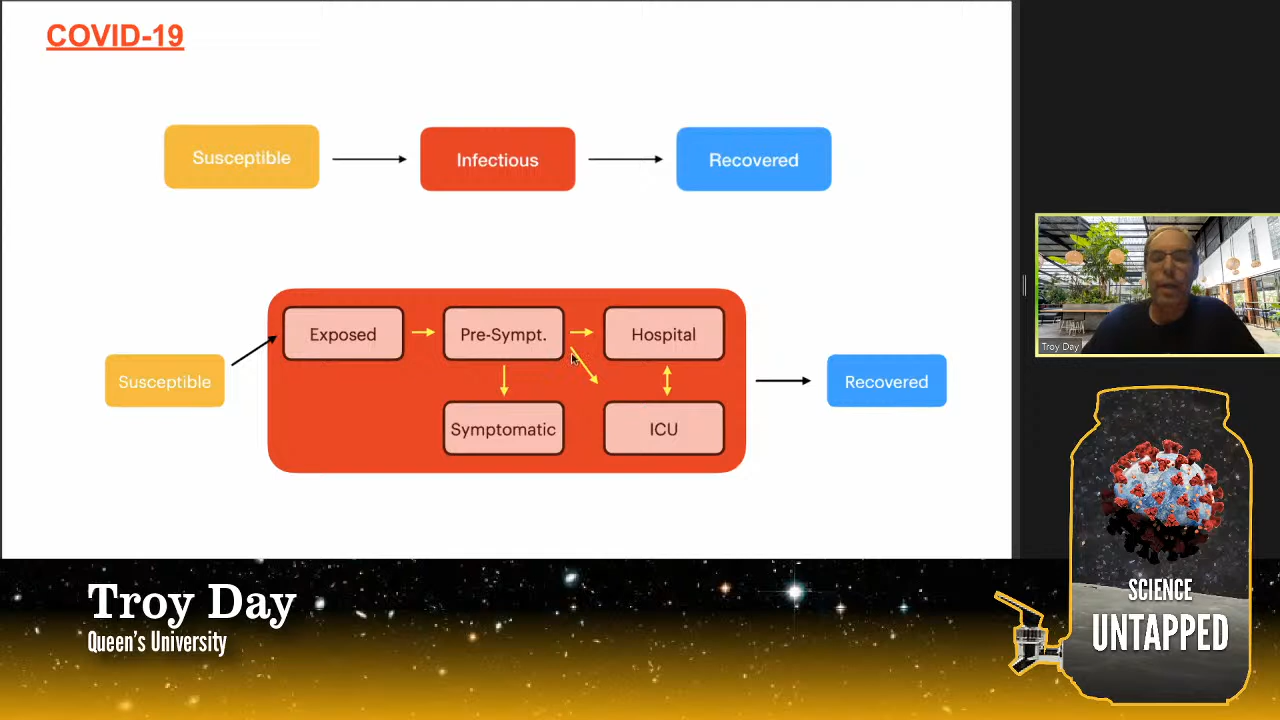 COVID-19
Susceptible
Infectious
Recovered
Exposed
Pre-Sympt.
Hospital
Susceptible
Recovered
Symptomatic
ICU
Troy Day
Troy Day
Queen's University
SCIENCE
UNTAPPED